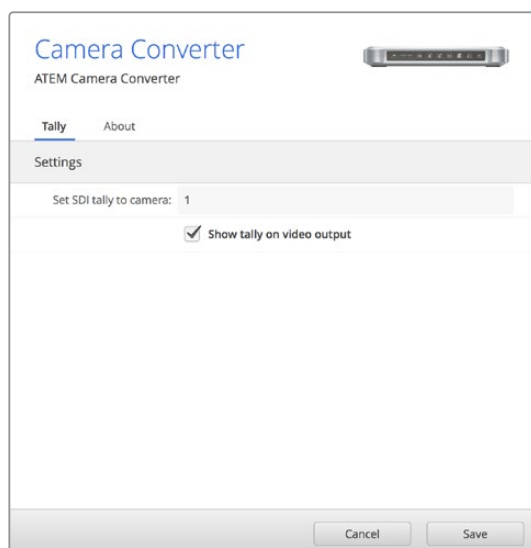 Camera Converter
ATEM Camera Converter
Tally About
Settings
Set SDI tally to camera: 1
Show tally on video output
Cancel Save